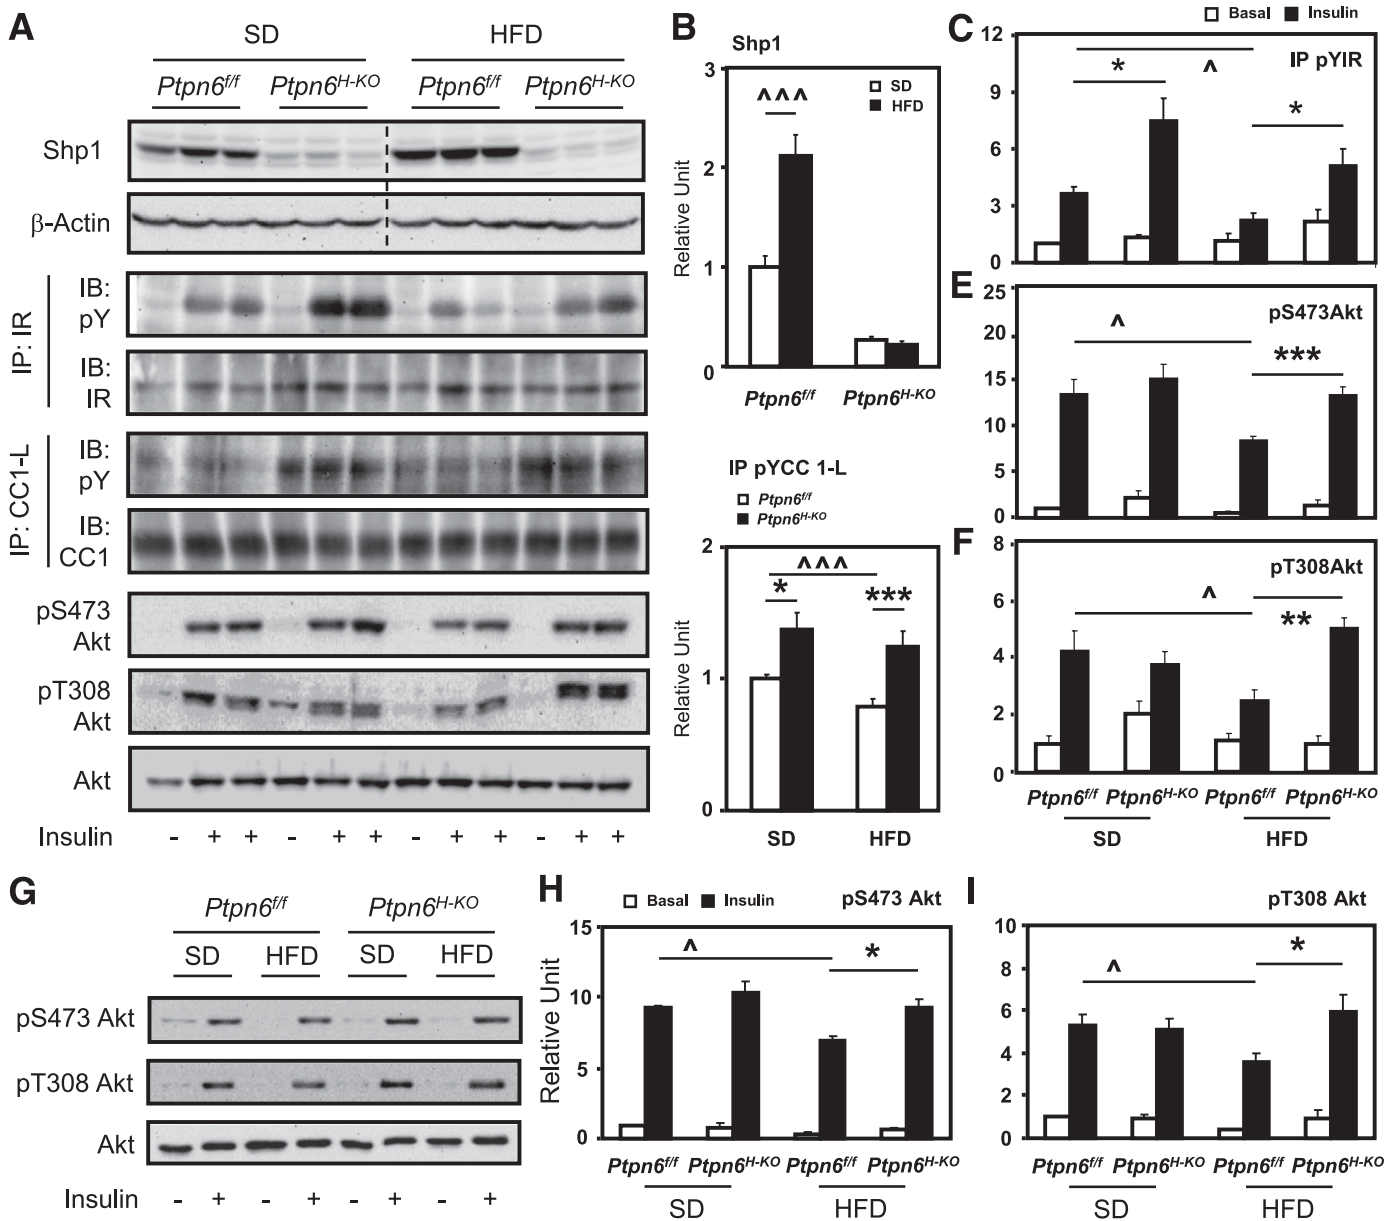 A
SD HFD
Ptpn6f/f Ptpn6H-KO Ptpn6f/f Ptpn6H-KO
Shp1
β-Actin
IP: IR
IB:
pY
IB:
IR
IP: CC1-L
IB:
pY
IB:
CC1
pS473
Akt
pT308
Akt
Akt
Insulin - + + - + + - + + - + +
B
Shp1
SD
HFD
^^^
3
2
1
0
Relative Unit
Ptpn6f/f Ptpn6H-KO
IP pYCC 1-L
Ptpn6f/f
Ptpn6H-KO
2
1
0
Relative Unit
^^^
* ***
SD HFD
C
Basal Insulin
IP pYIR
12
9
6
3
0
* ^ *
E
pS473Akt
25
20
15
10
5
0
^ ***
F
pT308Akt
8
6
4
2
0
^ **
Ptpn6f/f Ptpn6H-KO Ptpn6f/f Ptpn6H-KO
SD HFD
G
Ptpn6f/f Ptpn6H-KO
SD HFD SD HFD
pS473 Akt
pT308 Akt
Akt
Insulin - + - + - + - +
H
Basal Insulin
pS473 Akt
15
10
5
0
Relative Unit
^ *
Ptpn6f/f Ptpn6H-KO Ptpn6f/f Ptpn6H-KO
SD HFD
I
pT308 Akt
10
8
6
4
2
0
^ *
Ptpn6f/f Ptpn6H-KO Ptpn6f/f Ptpn6H-KO
SD HFD